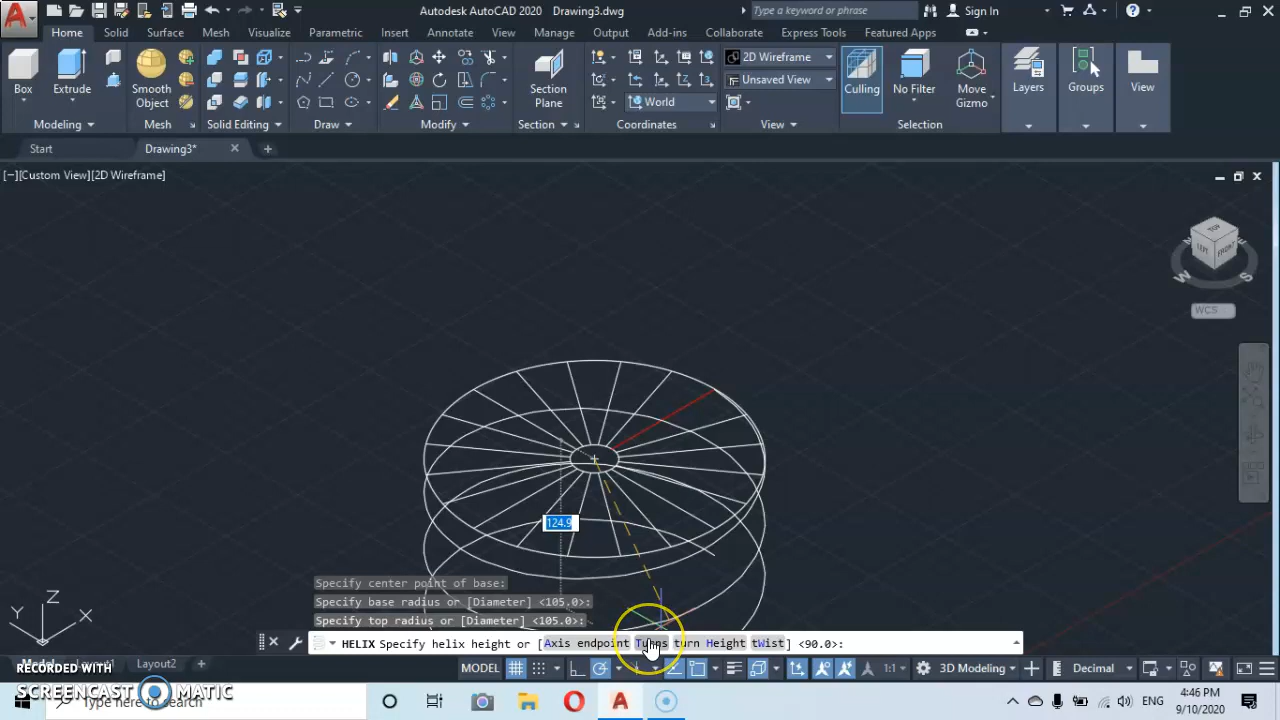 Autodesk AutoCAD 2020 Drawing3.dwg
Type a keyword or phrase
Sign In
Home Solid Surface Mesh Visualize Parametric Insert Annotate View Manage Output Add-ins Collaborate Express Tools Featured Apps
Box Extrude Smooth Object Section Plane Culling No Filter Move Gizmo Layers Groups View
2D Wireframe
Unsaved View
World
Modeling Mesh Solid Editing Draw Modify Section Coordinates View Selection
Start Drawing3*
[−][Custom View][2D Wireframe]
TOP
LEFT FRONT
W S
WCS
124.9
Z
Y X
Specify center point of base:
Specify base radius or [Diameter] <105.0>:
Specify top radius or [Diameter] <105.0>:
HELIX Specify helix height or [Axis endpoint Turns turn Height tWist] <90.0>:
Layout2 MODEL 1:1 3D Modeling Decimal
RECORDED WITH
SCREENCAST MATIC
Type here to search
ENG
4:46 PM
9/10/2020